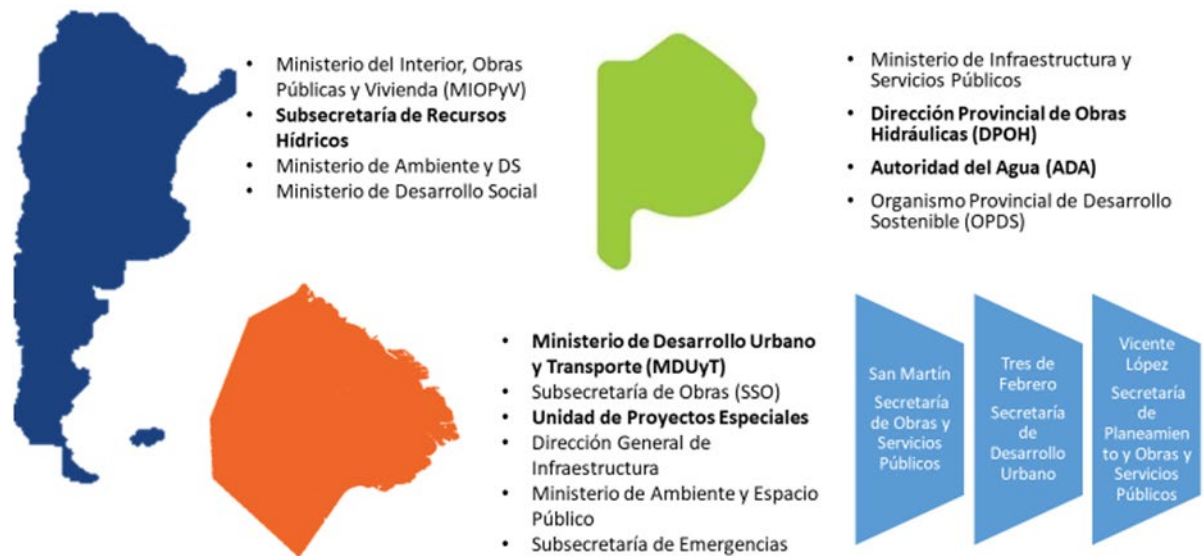 • Ministerio del Interior, Obras
Públicas y Vivienda (MIOPyV)
• Subsecretaría de Recursos
Hídricos
• Ministerio de Ambiente y DS
• Ministerio de Desarrollo Social
• Ministerio de Infraestructura y
Servicios Públicos
• Dirección Provincial de Obras
Hidráulicas (DPOH)
• Autoridad del Agua (ADA)
• Organismo Provincial de Desarrollo
Sostenible (OPDS)
• Ministerio de Desarrollo Urbano
y Transporte (MDUyT)
• Subsecretaría de Obras (SSO)
• Unidad de Proyectos Especiales
• Dirección General de
Infraestructura
• Ministerio de Ambiente y Espacio
Público
• Subsecretaría de Emergencias
San Martín
Secretaría
de Obras y
Servicios
Públicos
Tres de
Febrero
Secretaría
de
Desarrollo
Urbano
Vicente
López
Secretaría
de
Planeamien
to y Obras y
Servicios
Públicos